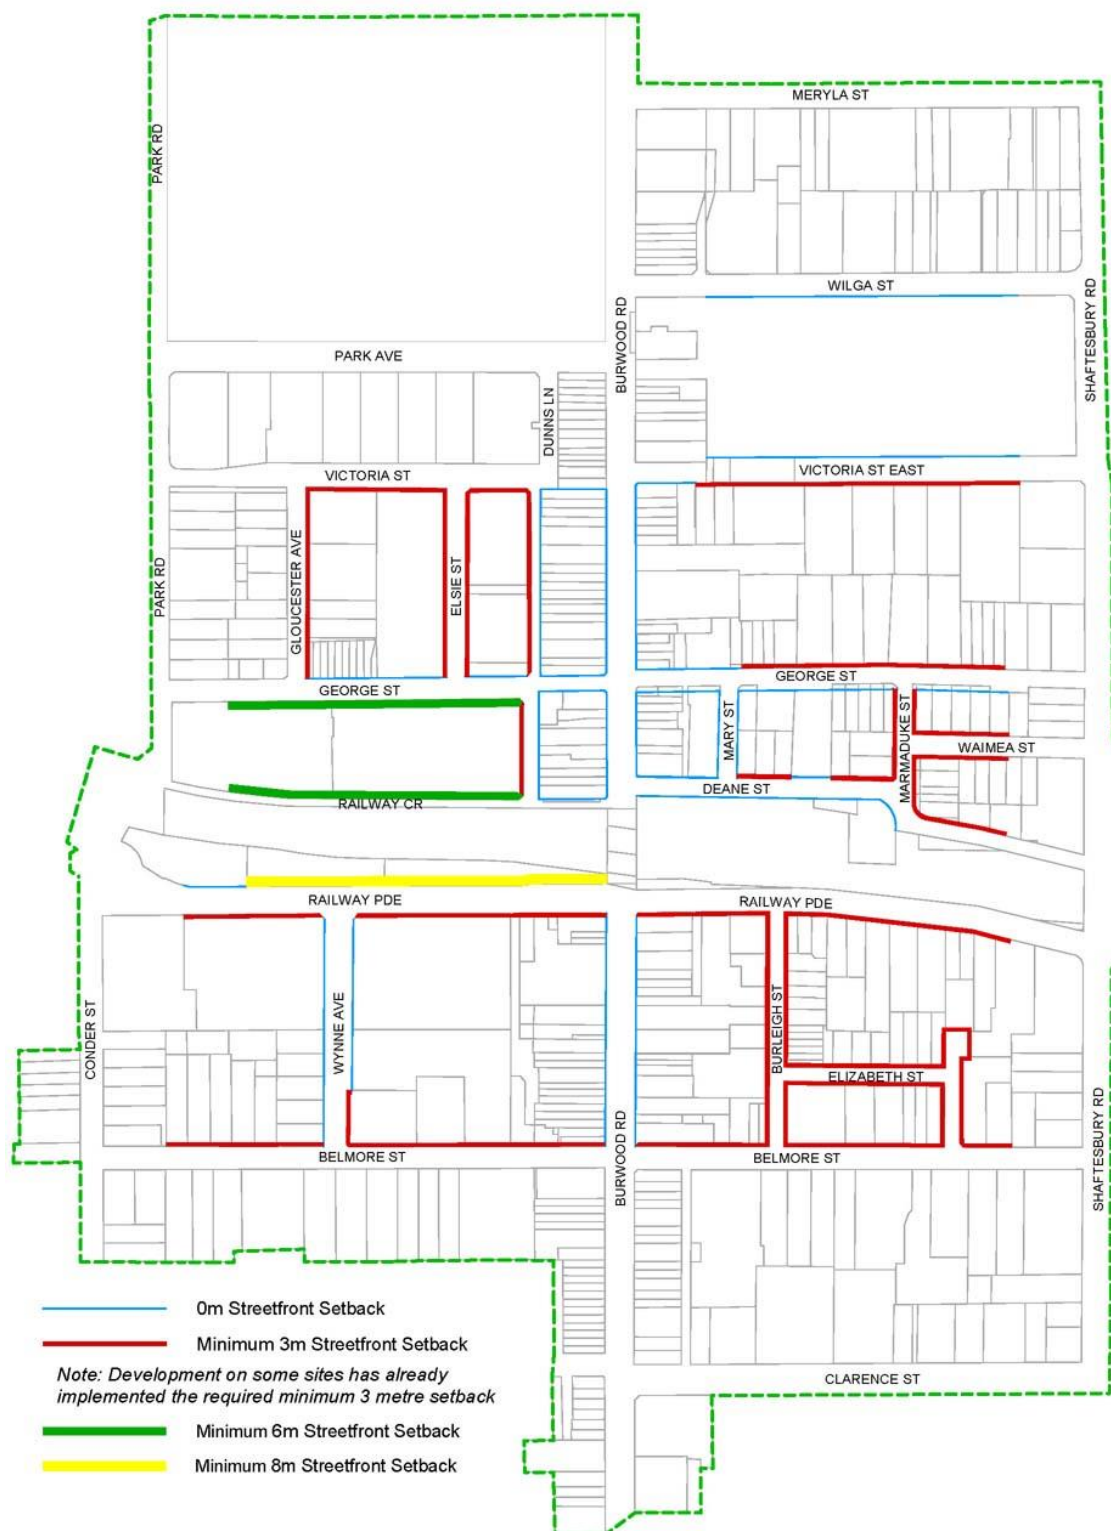 MERYLA ST
PARK RD
WILGA ST
BURWOOD RD
SHAFTESBURY RD
PARK AVE
DUNNS LN
VICTORIA ST
VICTORIA ST EAST
PARK RD
GLOUCESTER AVE
ELSIE ST
GEORGE ST
GEORGE ST
MARY ST
MARMADUKE ST
WAIMEA ST
DEANE ST
RAILWAY CR
RAILWAY PDE
RAILWAY PDE
CONDER ST
WYNNE AVE
BURLEIGH ST
ELIZABETH ST
BURWOOD RD
SHAFTESBURY RD
BELMORE ST
BELMORE ST
CLARENCE ST
0m Streetfront Setback
Minimum 3m Streetfront Setback
Note: Development on some sites has already
implemented the required minimum 3 metre setback
Minimum 6m Streetfront Setback
Minimum 8m Streetfront Setback